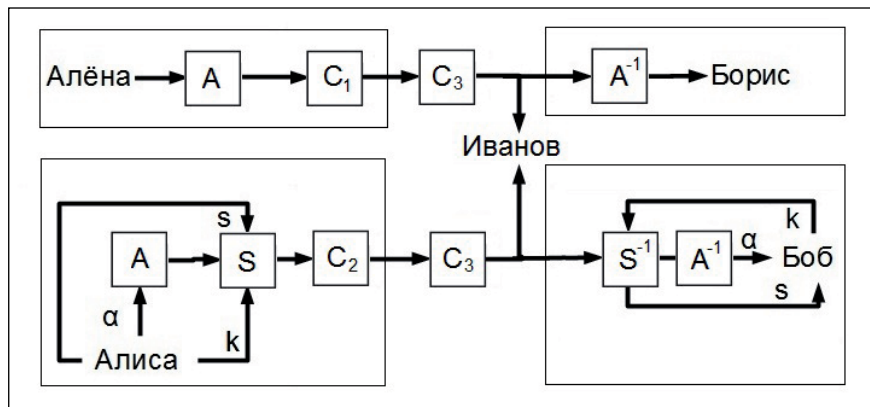 Алёна A C₁ C₃ A⁻¹ Борис
Иванов
s k
A S C₂ C₃ S⁻¹ A⁻¹ α Боб
α k s
Алиса